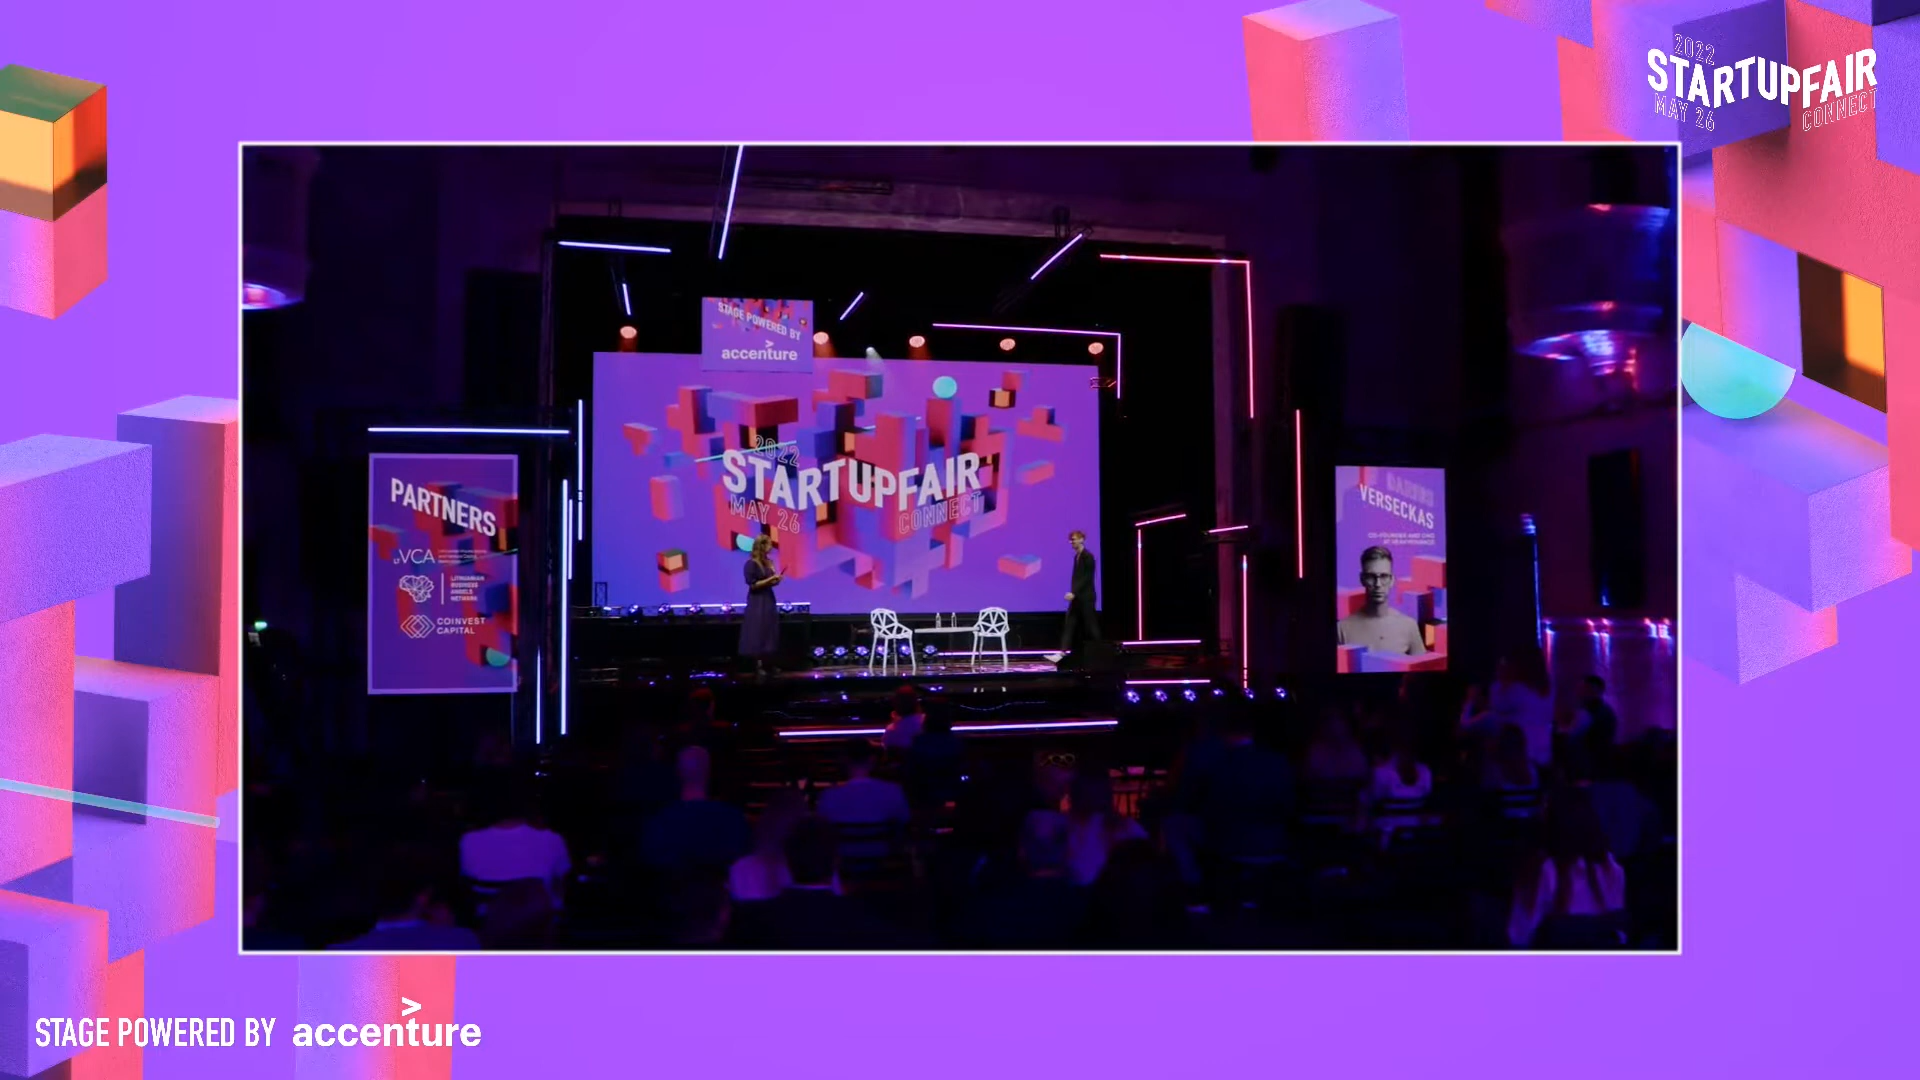 2022
STARTUPFAIR
MAY 26
CONNECT
STAGE POWERED BY
accenture
2022
STARTUPFAIR
MAY 26
CONNECT
PARTNERS
LT VCA
LITHUANIAN
BUSINESS
ANGELS
NETWORK
COINVEST
CAPITAL
VERSECKAS
STAGE POWERED BY accenture